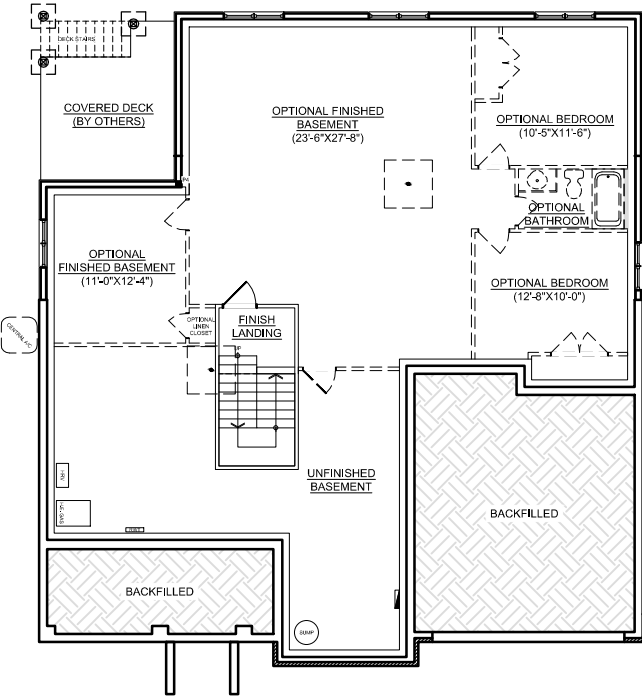 DECK STAIRS
COVERED DECK
(BY OTHERS)
OPTIONAL FINISHED
BASEMENT
(23'-6"X27'-8")
OPTIONAL BEDROOM
(10'-5"X11'-6")
OPTIONAL
BATHROOM
OPTIONAL
FINISHED BASEMENT
(11'-0"X12'-4")
OPTIONAL BEDROOM
(12'-8"X10'-0")
OPTIONAL
LINEN
CLOSET
FINISH
LANDING
CENTRAL A/C
UP
UNFINISHED
BASEMENT
HRV
BACKFILLED
BACKFILLED
SUMP